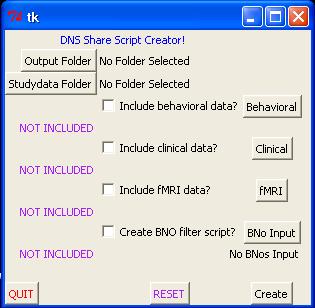 tk
DNS Share Script Creator!
Output Folder No Folder Selected
Studydata Folder No Folder Selected
Include behavioral data? Behavioral
NOT INCLUDED
Include clinical data? Clinical
NOT INCLUDED
Include fMRI data? fMRI
NOT INCLUDED
Create BNO filter script? BNo Input
NOT INCLUDED No BNos Input
QUIT RESET Create